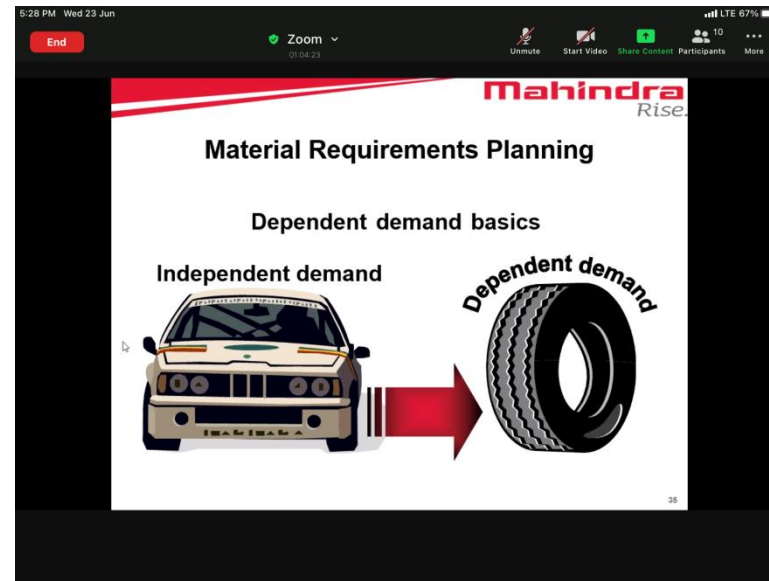 5:28 PM Wed 23 Jun
LTE 67%
End
Zoom
01:04:23
Unmute
Start Video
Share Content
Participants
10
More
Mahindra
Rise.
Material Requirements Planning
Dependent demand basics
Independent demand
Dependent demand
35